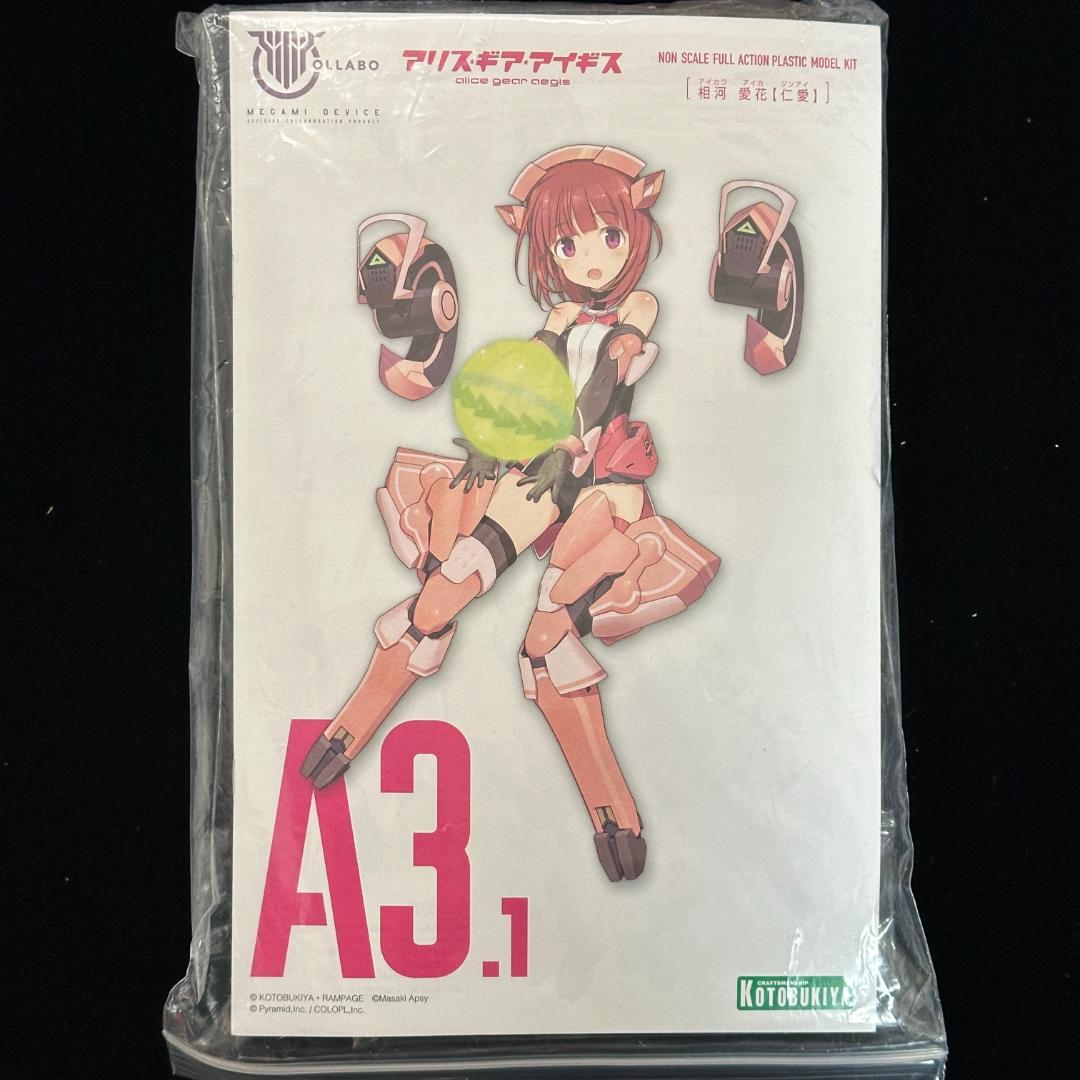 COLLABO
MEGAMI DEVICE
OFFICIAL COLLABORATION PRODUCT
アリス・ギア・アイギス
alice gear aegis
NON SCALE FULL ACTION PLASTIC MODEL KIT
アイカワ アイカ ジンアイ
[相河 愛花【仁愛】]
A3.1
© KOTOBUKIYA・RAMPAGE ©Masaki Apsy
© Pyramid,Inc. / COLOPL,Inc.
CRAFTSMANSHIP
KOTOBUKIYA